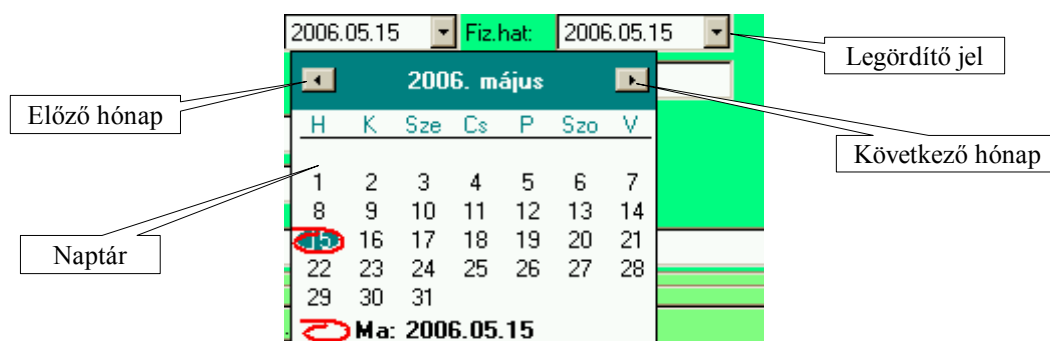 2006.05.15 Fiz.hat: 2006.05.15
Legördítő jel
2006. május
Előző hónap
Következő hónap
H K Sze Cs P Szo V
1 2 3 4 5 6 7
8 9 10 11 12 13 14
15 16 17 18 19 20 21
Naptár
22 23 24 25 26 27 28
29 30 31
Ma: 2006.05.15